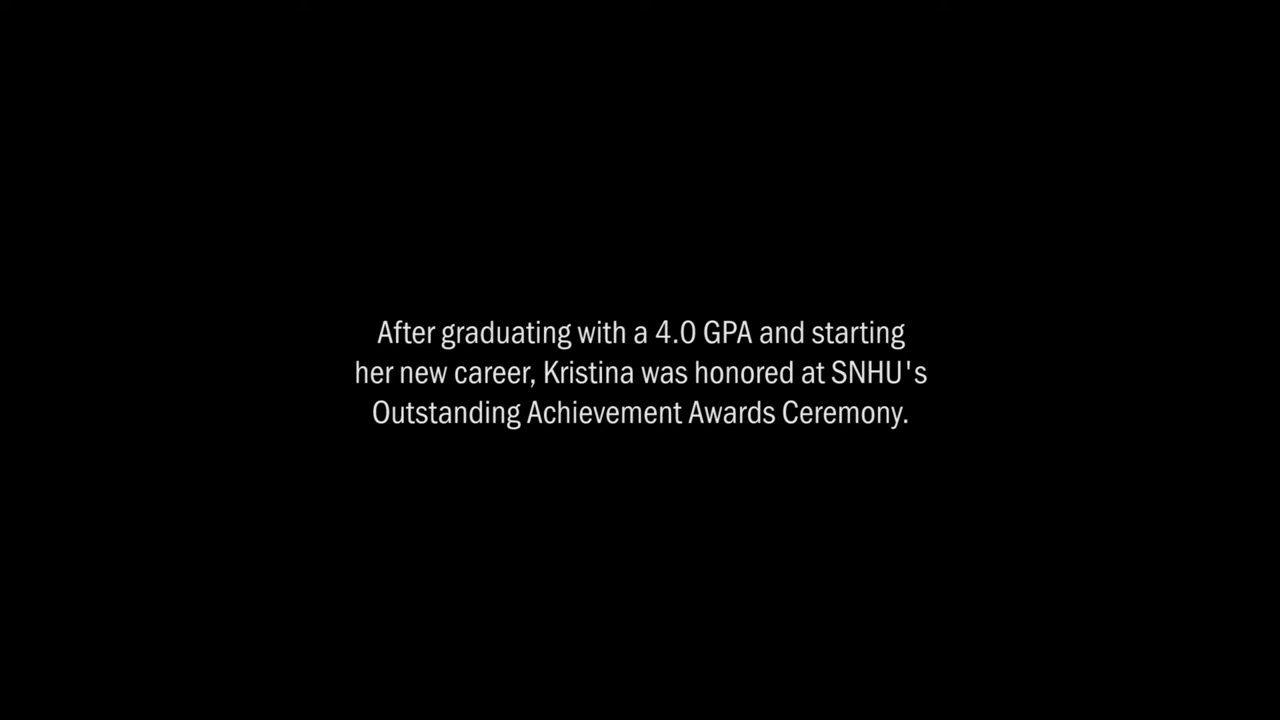 After graduating with a 4.0 GPA and starting
her new career, Kristina was honored at SNHU's
Outstanding Achievement Awards Ceremony.